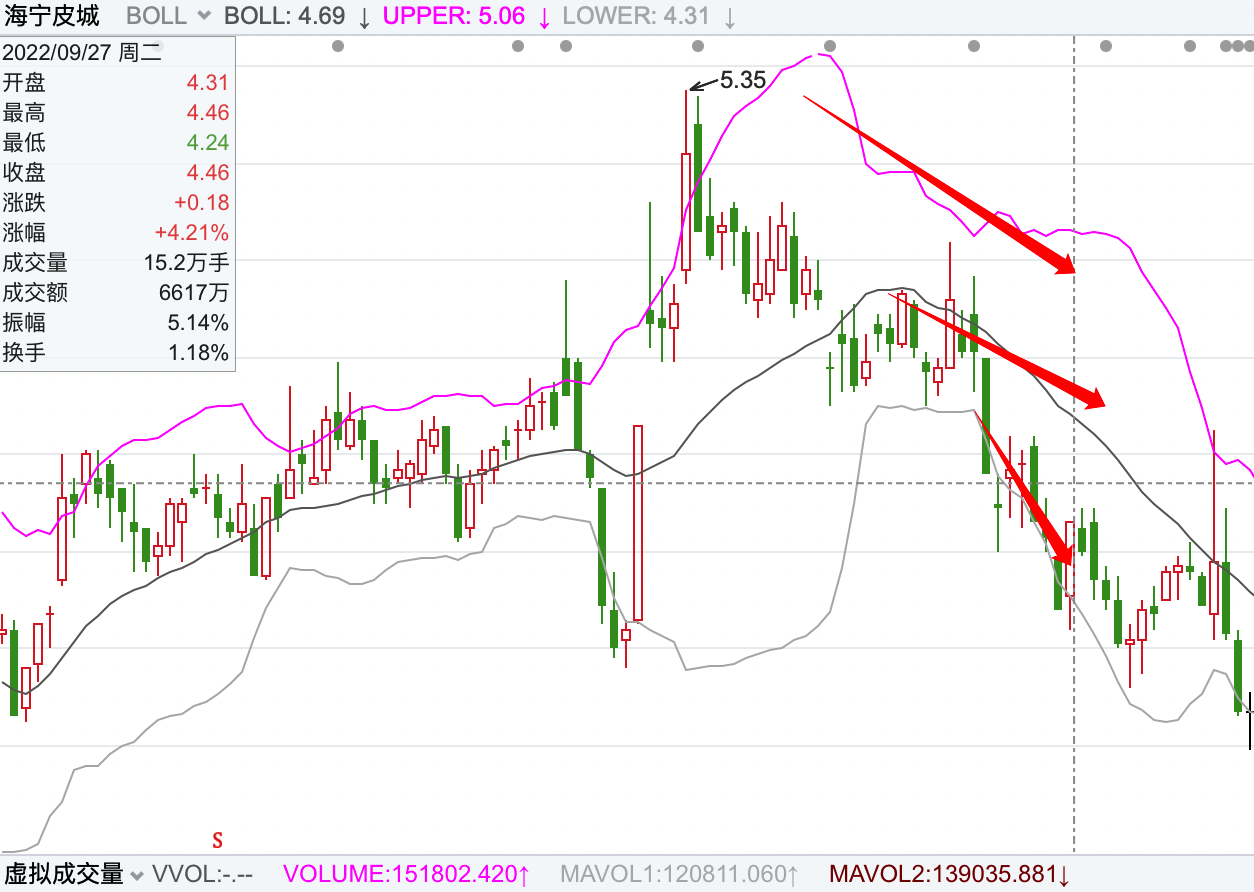 海宁皮城 BOLL BOLL: 4.69 ↓ UPPER: 5.06 ↓ LOWER: 4.31 ↓
2022/09/27 周二
开盘 4.31
最高 4.46
最低 4.24
收盘 4.46
涨跌 +0.18
涨幅 +4.21%
成交量 15.2万手
成交额 6617万
振幅 5.14%
换手 1.18%
5.35
S
虚拟成交量 VVOL:-.-- VOLUME:151802.420↑ MAVOL1:120811.060↑ MAVOL2:139035.881↓